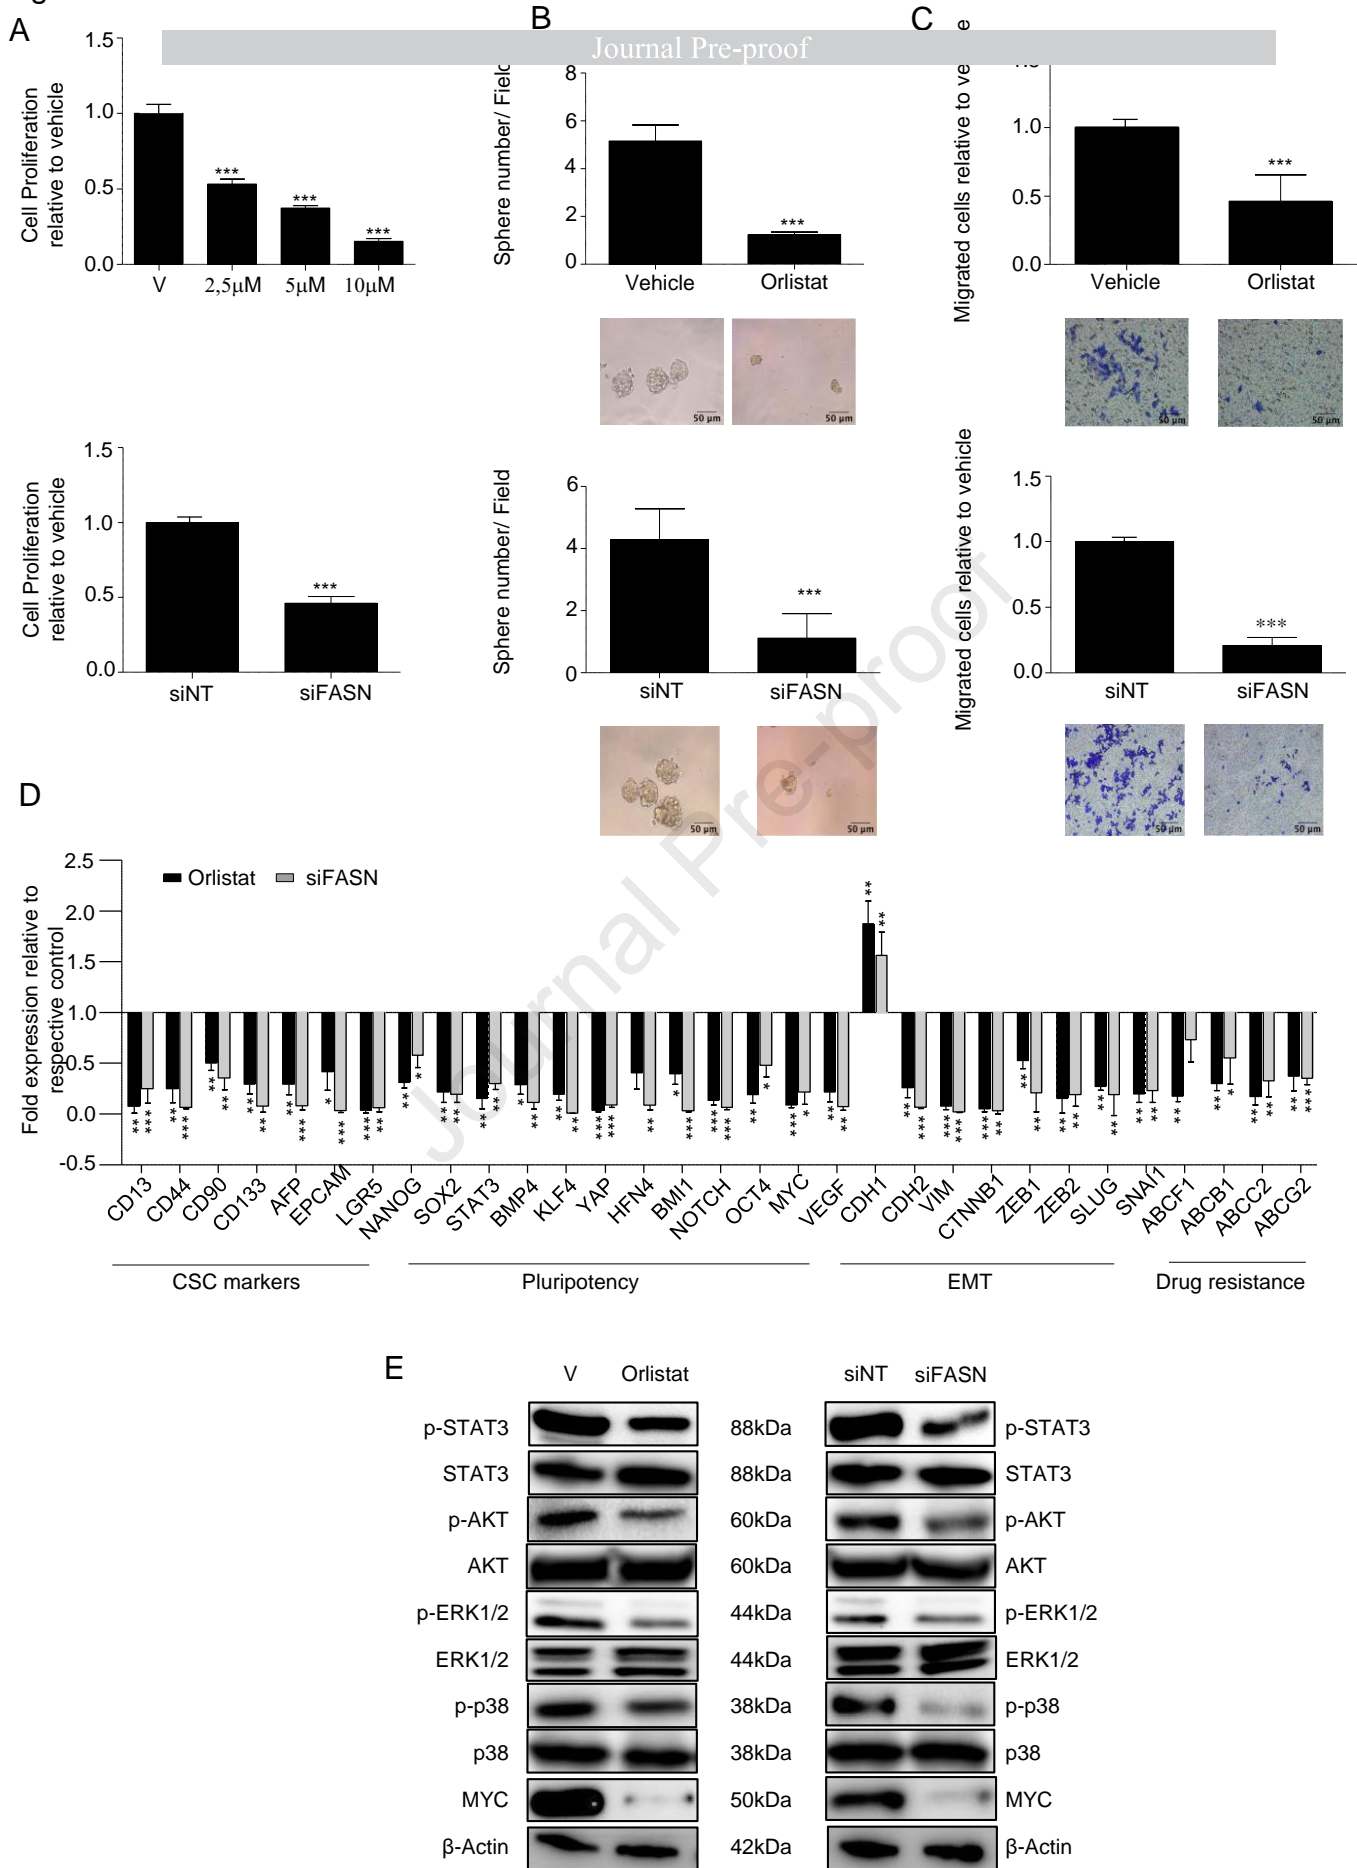 A
B
C
Journal Pre-proof
1.5
1.0
0.5
0.0
Cell Proliferation
relative to vehicle
***
***
***
V
2,5µM
5µM
10µM
8
6
4
2
0
Sphere number/ Field
***
Vehicle
Orlistat
50 µm
50 µm
1.0
0.5
0.0
Migrated cells relative to
***
Vehicle
Orlistat
50 µm
50 µm
1.5
1.0
0.5
0.0
Cell Proliferation
relative to vehicle
***
siNT
siFASN
6
4
2
0
Sphere number/ Field
***
siNT
siFASN
50 µm
50 µm
1.5
1.0
0.5
0.0
Migrated cells relative to vehicle
***
siNT
siFASN
50 µm
50 µm
Journal Pre-proof
D
Fold expression relative to
respective control
2.5
2.0
1.5
1.0
0.5
0.0
-0.5
Orlistat
siFASN
CD13
CD44
CD90
CD133
AFP
EPCAM
LGR5
NANOG
SOX2
STAT3
BMP4
KLF4
YAP
HFN4
BMI1
NOTCH
OCT4
MYC
VEGF
CDH1
CDH2
VIM
CTNNB1
ZEB1
ZEB2
SLUG
SNAI1
ABCF1
ABCB1
ABCC2
ABCG2
CSC markers
Pluripotency
EMT
Drug resistance
E
V Orlistat siNT siFASN
p-STAT3 88kDa p-STAT3
STAT3 88kDa STAT3
p-AKT 60kDa p-AKT
AKT 60kDa AKT
p-ERK1/2 44kDa p-ERK1/2
ERK1/2 44kDa ERK1/2
p-p38 38kDa p-p38
p38 38kDa p38
MYC 50kDa MYC
β-Actin 42kDa β-Actin